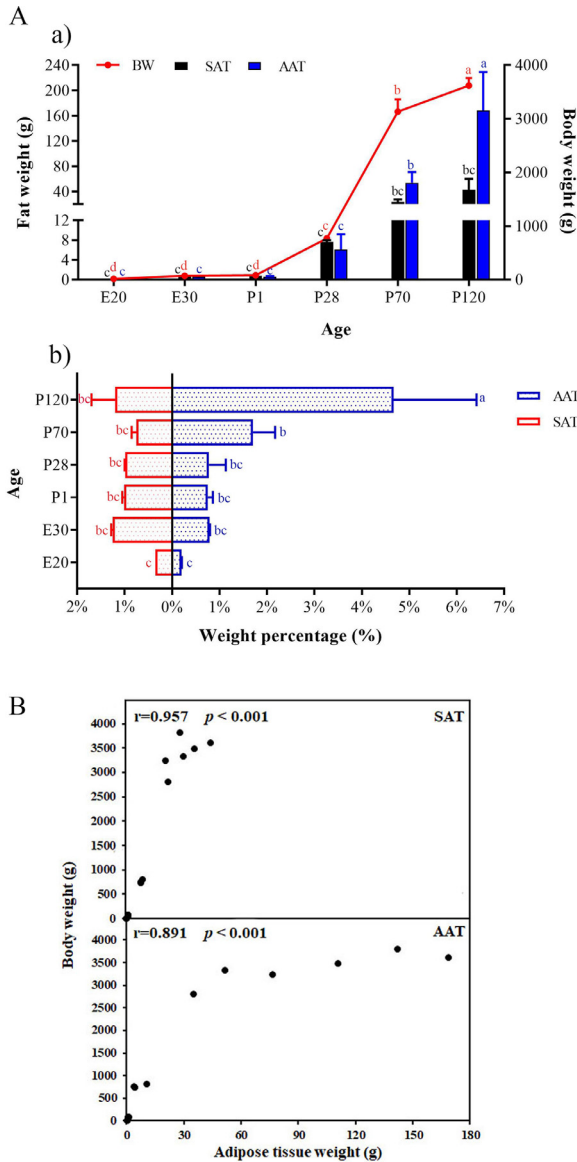 A
a)
BW SAT AAT
Fat weight (g)
240
200
160
120
80
40
12
8
4
0
Body weight (g)
4000
3000
2000
1000
0
c d c
c d c
c d c
c c c
b
bc b
a
bc a
E20 E30 P1 P28 P70 P120
Age
b)
AAT
SAT
Age
P120 bc a
P70 bc b
P28 bc bc
P1 bc bc
E30 bc bc
E20 c c
2% 1% 0% 1% 2% 3% 4% 5% 6% 7%
Weight percentage (%)
B
r=0.957 p < 0.001 SAT
4000
3500
3000
2500
2000
1500
1000
500
0
Body weight (g)
r=0.891 p < 0.001 AAT
4000
3500
3000
2500
2000
1500
1000
500
0
0 30 60 90 120 150 180
Adipose tissue weight (g)